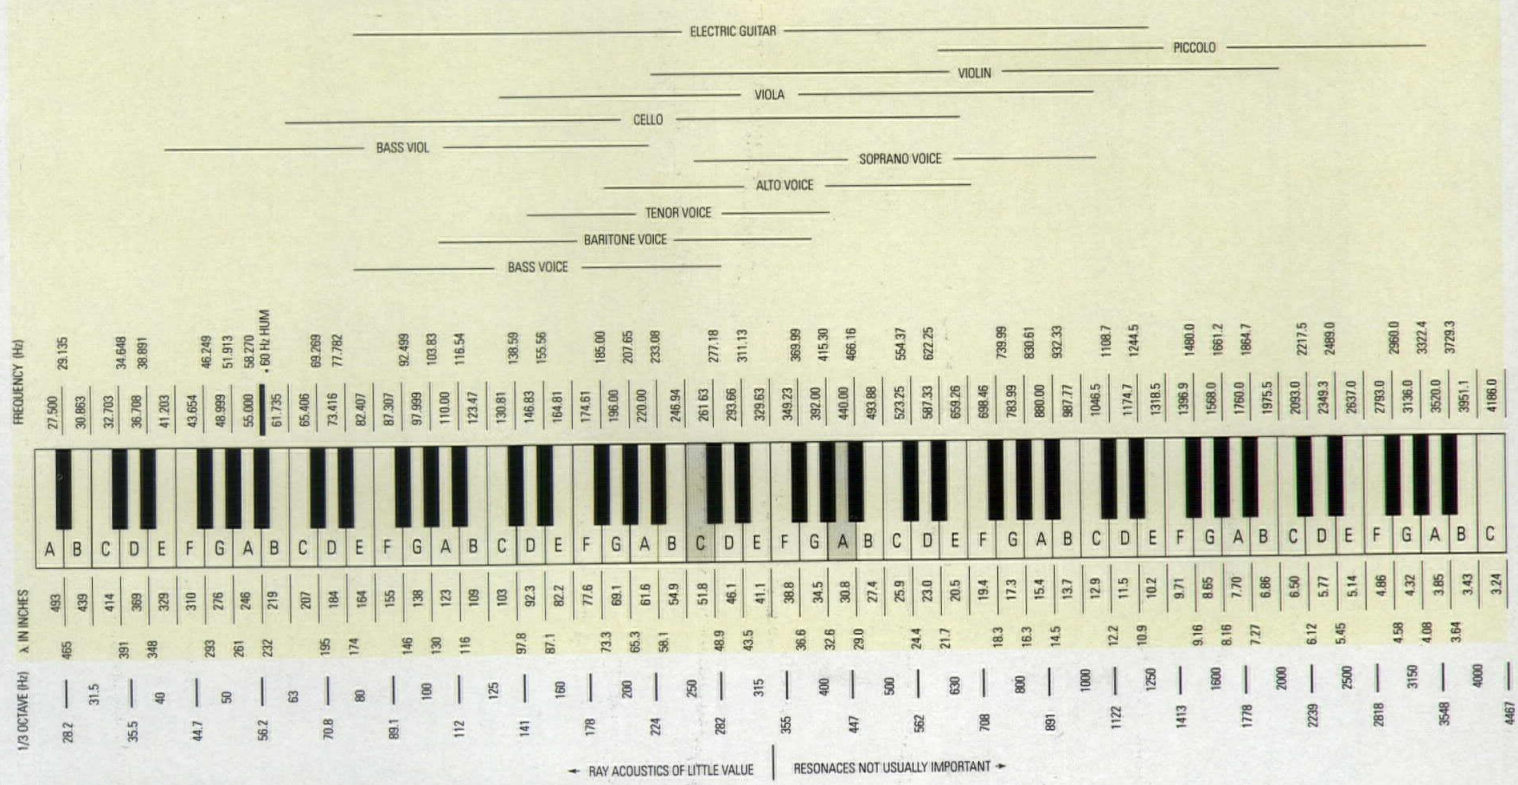 ELECTRIC GUITAR
PICCOLO
VIOLIN
VIOLA
CELLO
BASS VIOL
SOPRANO VOICE
ALTO VOICE
TENOR VOICE
BARITONE VOICE
BASS VOICE
FREQUENCY (Hz)
29.135 34.648 38.891 46.249 51.913 58.270 • 60 Hz HUM 69.269 77.782 92.499 103.83 116.54 138.59 155.56 185.00 207.65 233.08 277.18 311.13 369.99 415.30 466.16 554.37 622.25 739.99 830.61 932.33 1108.7 1244.5 1480.0 1661.2 1864.7 2217.5 2489.0 2960.0 3322.4 3729.3
27.500 30.863 32.703 36.708 41.203 43.654 48.999 55.000 61.735 65.406 73.416 82.407 87.307 97.999 110.00 123.47 130.81 146.83 164.81 174.61 196.00 220.00 246.94 261.63 293.66 329.63 349.23 392.00 440.00 493.88 523.25 587.33 659.26 698.46 783.99 880.00 987.77 1046.5 1174.7 1318.5 1396.9 1568.0 1760.0 1975.5 2093.0 2349.3 2637.0 2793.0 3136.0 3520.0 3951.1 4186.0
A B C D E F G A B C D E F G A B C D E F G A B C D E F G A B C D E F G A B C D E F G A B C D E F G A B C
λ IN INCHES
493 439 414 369 329 310 276 246 219 207 184 164 155 138 123 109 103 92.3 82.2 77.6 69.1 61.6 54.9 51.8 46.1 41.1 38.8 34.5 30.8 27.4 25.9 23.0 20.5 19.4 17.3 15.4 13.7 12.9 11.5 10.2 9.71 8.65 7.70 6.86 6.50 5.77 5.14 4.86 4.32 3.85 3.43 3.24
465 391 348 293 261 232 195 174 146 130 116 97.8 87.1 73.3 65.3 58.1 48.9 43.5 36.6 32.6 29.0 24.4 21.7 18.3 16.3 14.5 12.2 10.9 9.16 8.16 7.27 6.12 5.45 4.58 4.08 3.64
1/3 OCTAVE (Hz)
31.5 40 50 63 80 100 125 160 200 250 315 400 500 630 800 1000 1250 1600 2000 2500 3150 4000
28.2 35.5 44.7 56.2 70.8 89.1 112 141 178 224 282 355 447 562 708 891 1122 1413 1778 2239 2818 3548 4467
← RAY ACOUSTICS OF LITTLE VALUE
RESONACES NOT USUALLY IMPORTANT →